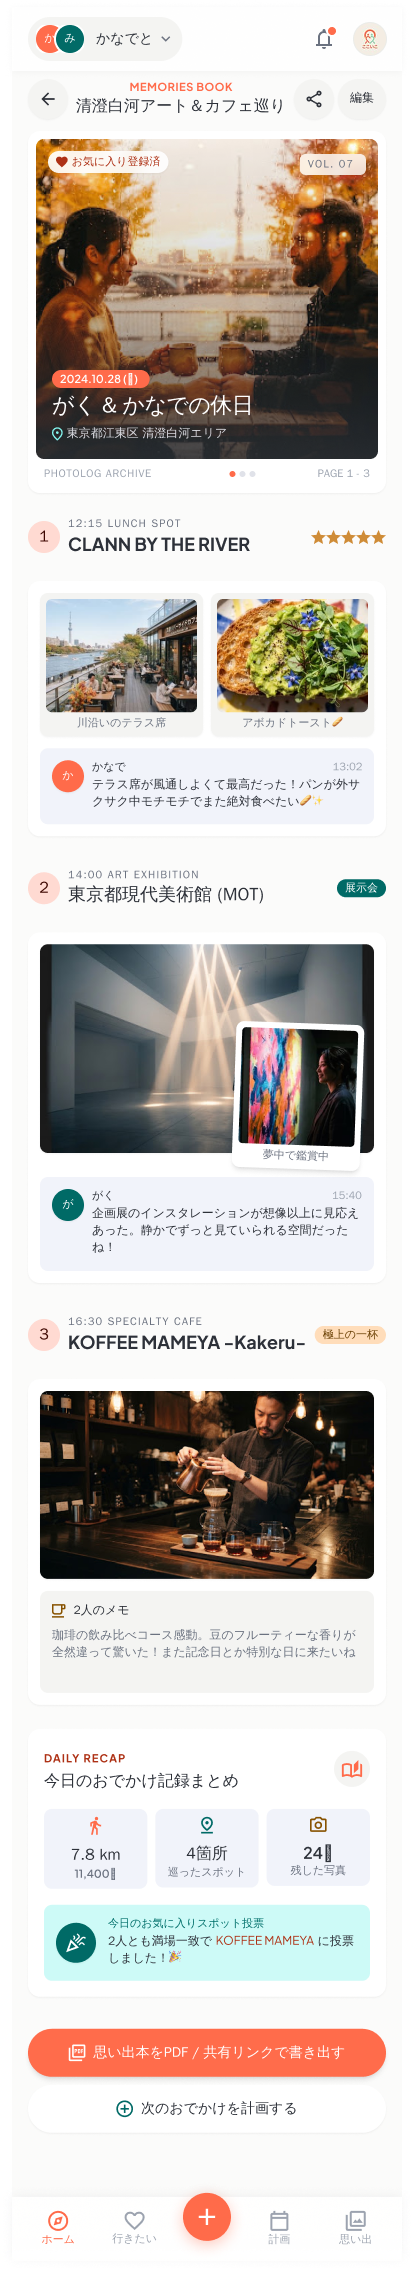 か み かなでと
ここいこ
MEMORIES BOOK
清澄白河アート＆カフェ巡り
編集
お気に入り登録済
VOL. 07
2024.10.28 ()
がく & かなでの休日
東京都江東区 清澄白河エリア
PHOTOLOG ARCHIVE
PAGE 1 - 3
1
12:15 LUNCH SPOT
CLANN BY THE RIVER
★★★★★
川沿いのテラス席
アボカドトースト🥖
か
かなで
13:02
テラス席が風通しよくて最高だった！パンが外サ
クサク中モチモチでまた絶対食べたい🥖✨
2
14:00 ART EXHIBITION
東京都現代美術館 (MOT)
展示会
夢中で鑑賞中
が
がく
15:40
企画展のインスタレーションが想像以上に見応え
あった。静かでずっと見ていられる空間だった
ね！
3
16:30 SPECIALTY CAFE
KOFFEE MAMEYA -Kakeru-
極上の一杯
2人のメモ
珈琲の飲み比べコース感動。豆のフルーティーな香りが
全然違って驚いた！また記念日とか特別な日に来たいね
DAILY RECAP
今日のおでかけ記録まとめ
7.8 km
11,400
4箇所
巡ったスポット
24
残した写真
今日のお気に入りスポット投票
2人とも満場一致で KOFFEE MAMEYA に投票
しました！🎉
PDF 思い出本をPDF / 共有リンクで書き出す
次のおでかけを計画する
ホーム
行きたい
計画
思い出